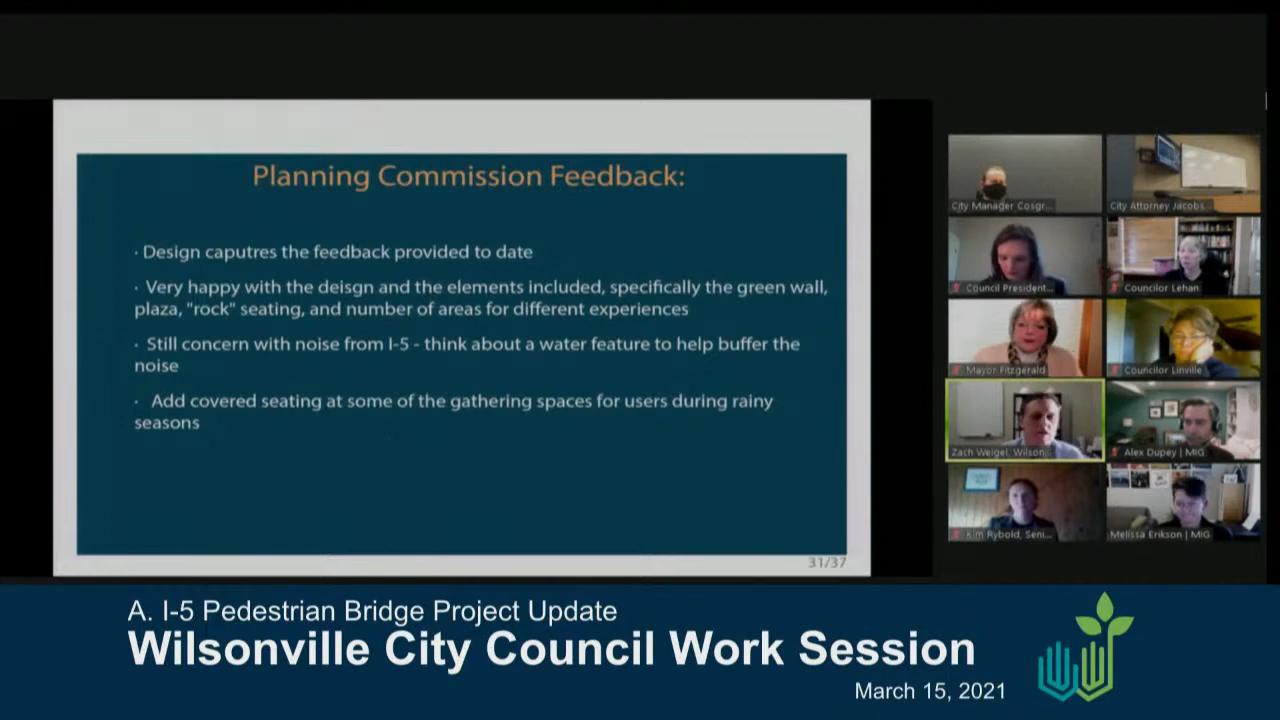 Planning Commission Feedback:
· Design caputres the feedback provided to date
· Very happy with the deisgn and the elements included, specifically the green wall,
plaza, "rock" seating, and number of areas for different experiences
· Still concern with noise from I-5 - think about a water feature to help buffer the
noise
· Add covered seating at some of the gathering spaces for users during rainy
seasons
31/37
City Manager Cosgr...
City Attorney Jacobs...
Council President...
Councilor Lehan
Mayor Fitzgerald
Councilor Linville
Zach Weigel, Wilson...
Alex Dupey | MIG
Kim Rybold, Seni...
Melissa Erikson | MIG
A. I-5 Pedestrian Bridge Project Update
Wilsonville City Council Work Session
March 15, 2021